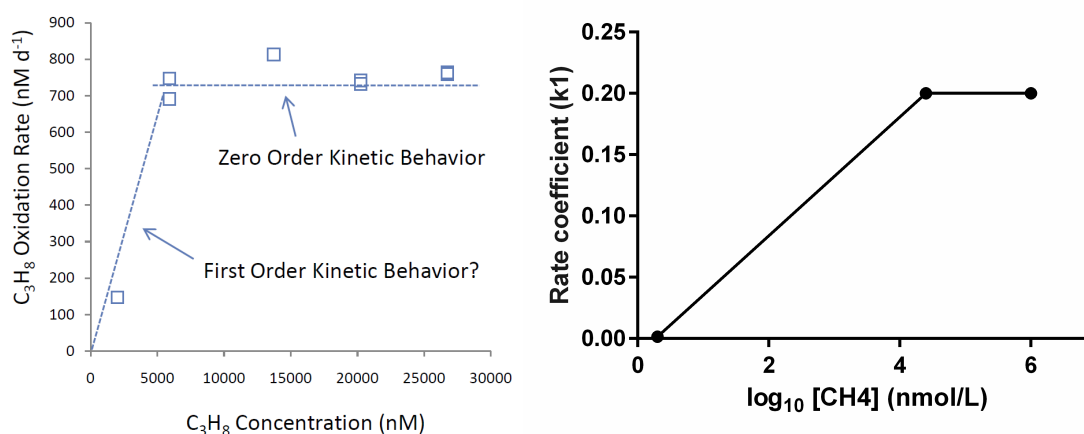 900
800
700
600
500
400
300
200
100
0
C₃H₈ Oxidation Rate (nM d⁻¹)
Zero Order Kinetic Behavior
First Order Kinetic Behavior?
0 5000 10000 15000 20000 25000 30000
C₃H₈ Concentration (nM)
0.25
0.20
0.15
0.10
0.05
0.00
Rate coefficient (k1)
0 2 4 6
log₁₀ [CH4] (nmol/L)